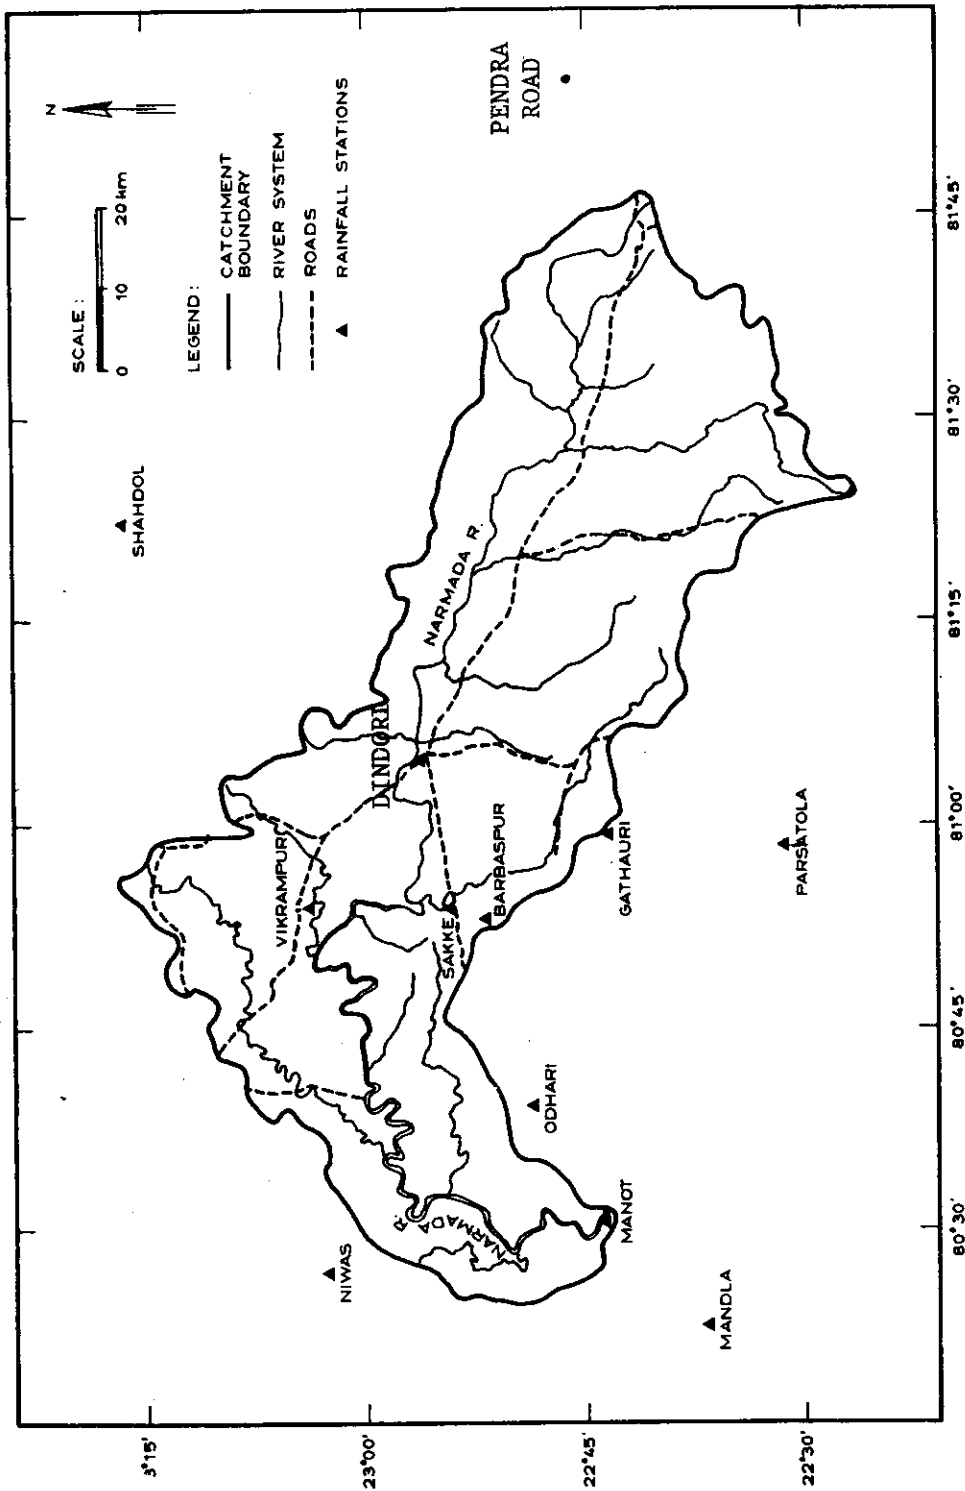 N
SCALE :
0 10 20 km
LEGEND :
CATCHMENT
BOUNDARY
RIVER SYSTEM
ROADS
RAINFALL STATIONS
PENDRA
ROAD
SHAHDOL
NARMADA R.
DINDORI
VIKRAMPUR
SAKKE
BARBASPUR
GATHAURI
PARSATOLA
ODHARI
NIWAS
NARMADA R.
MANOT
MANDLA
3°15'
23°00'
22°45'
22°30'
80°30'
80°45'
81°00'
81°15'
81°30'
81°45'